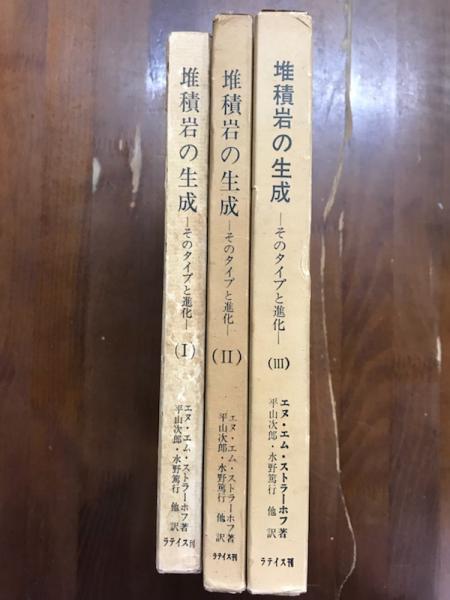 堆積岩の生成
―そのタイプと進化―
(I)
エヌ・エム・ストラーホフ著
平山次郎・水野篤行 他 訳
ラテイス刊
堆積岩の生成
―そのタイプと進化―
(II)
エヌ・エム・ストラーホフ著
平山次郎・水野篤行 他 訳
ラテイス刊
堆積岩の生成
―そのタイプと進化―
(III)
エヌ・エム・ストラーホフ著
平山次郎・水野篤行 他 訳
ラテイス刊